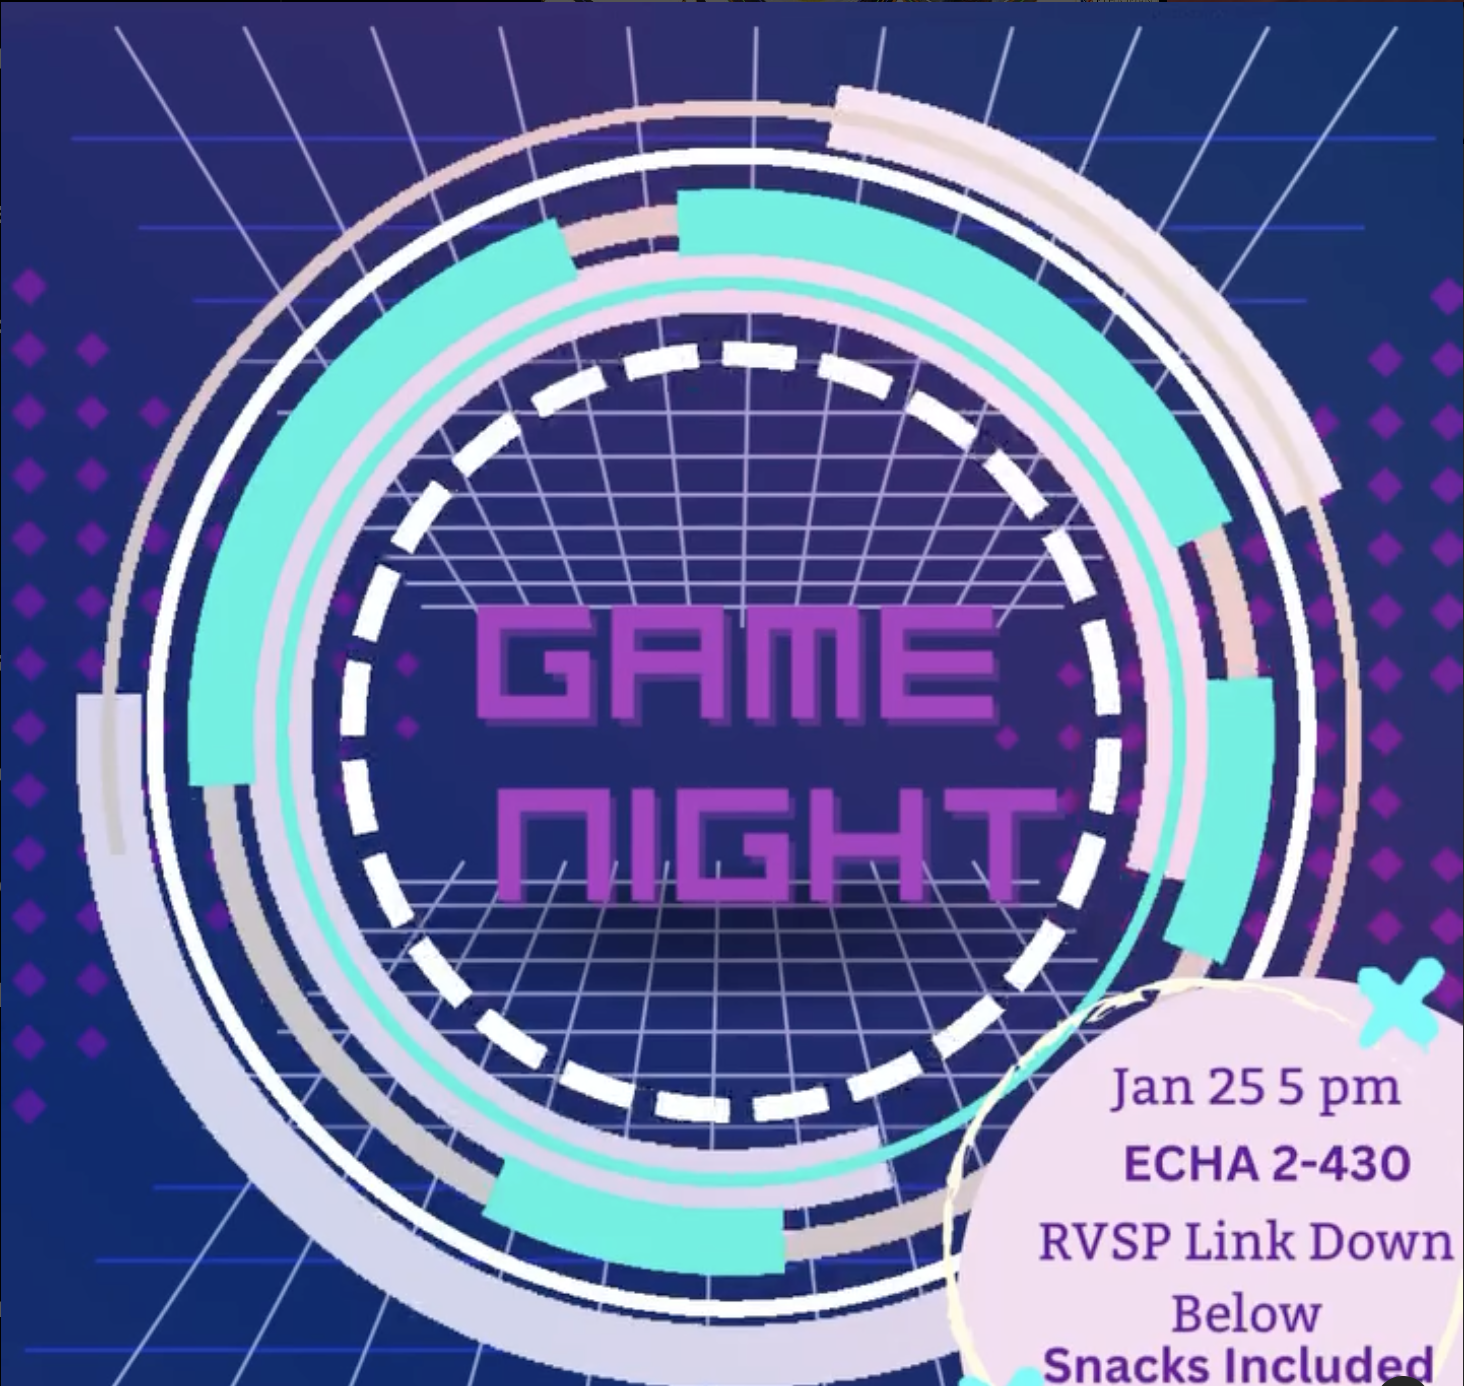 GAME
NIGHT
Jan 25 5 pm
ECHA 2-430
RVSP Link Down
Below
Snacks Included